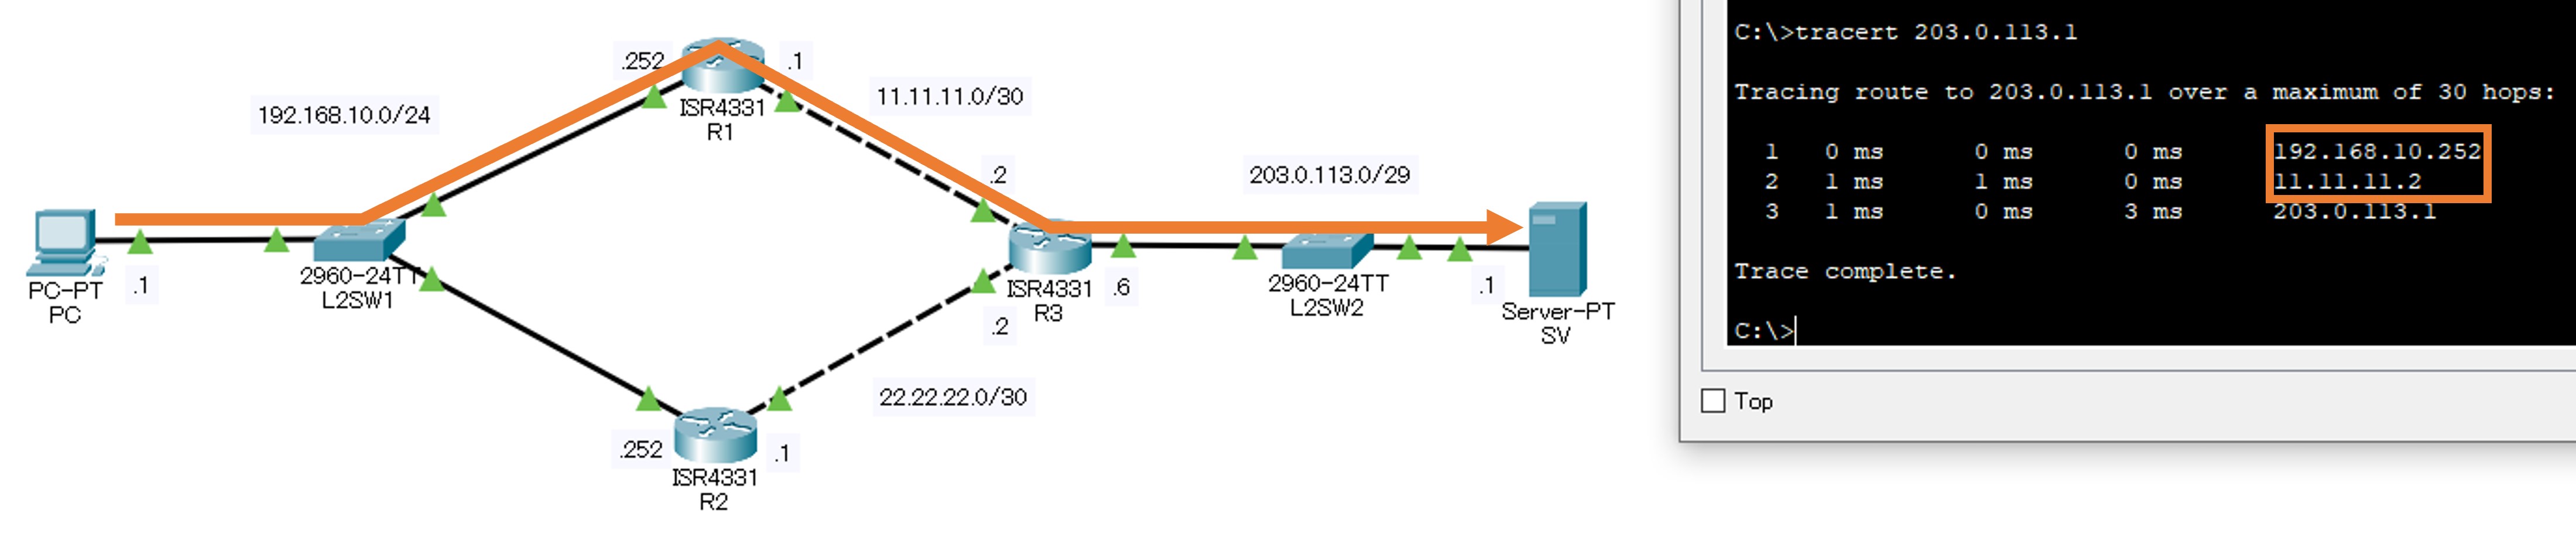 .252
.1
ISR4331
R1
11.11.11.0/30
192.168.10.0/24
.2
203.0.113.0/29
PC-PT
PC
.1
2960-24TT
L2SW1
ISR4331
R3
.6
.2
2960-24TT
L2SW2
.1
Server-PT
SV
22.22.22.0/30
.252
.1
ISR4331
R2
C:\>tracert 203.0.113.1
Tracing route to 203.0.113.1 over a maximum of 30 hops:
1 0 ms 0 ms 0 ms 192.168.10.252
2 1 ms 1 ms 0 ms 11.11.11.2
3 1 ms 0 ms 3 ms 203.0.113.1
Trace complete.
C:\>
Top